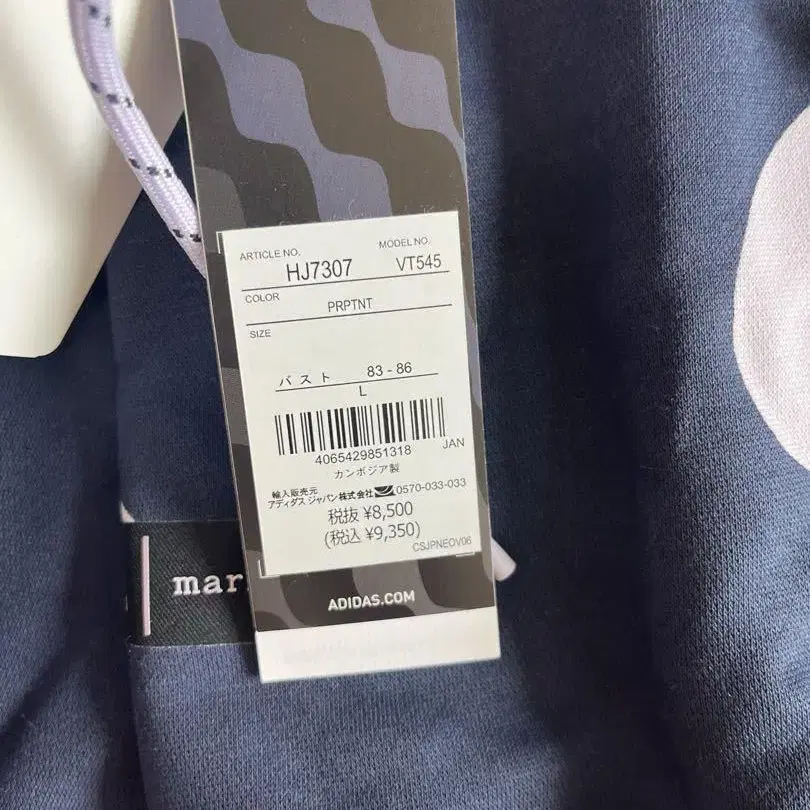 ARTICLE NO. MODEL NO.
HJ7307 VT545
COLOR
PRPTNT
SIZE
バスト 83 - 86
L
4065429851318 JAN
カンボジア製
輸入販売元
アディダス ジャパン株式会社 0570-033-033
税抜 ¥8,500
(税込 ¥9,350)
CSJPNEOV06
ADIDAS.COM
mar